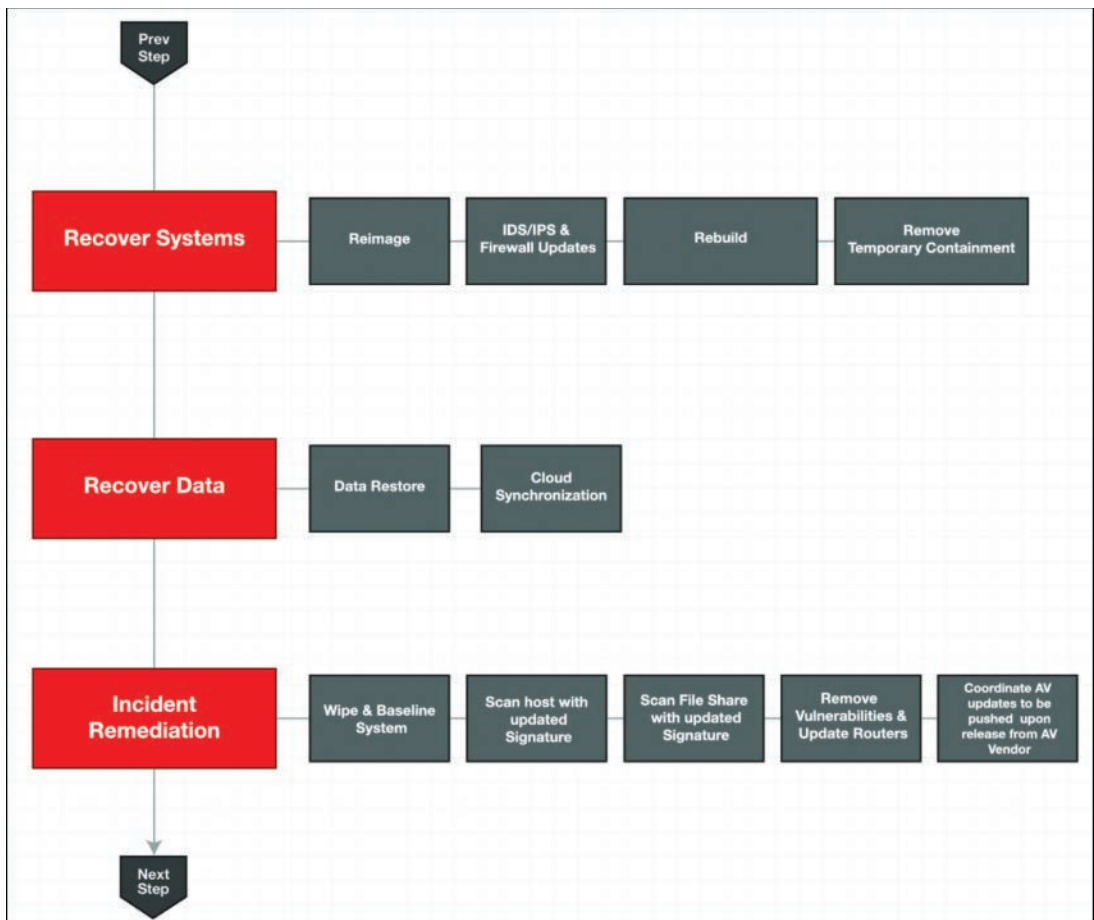 Prev
Step
Recover Systems
Reimage
IDS/IPS &
Firewall Updates
Rebuild
Remove
Temporary Containment
Recover Data
Data Restore
Cloud
Synchronization
Incident
Remediation
Wipe & Baseline
System
Scan host with
updated
Signature
Scan File Share
with updated
Signature
Remove
Vulnerabilities &
Update Routers
Coordinate AV
updates to be
pushed upon
release from AV
Vendor
Next
Step